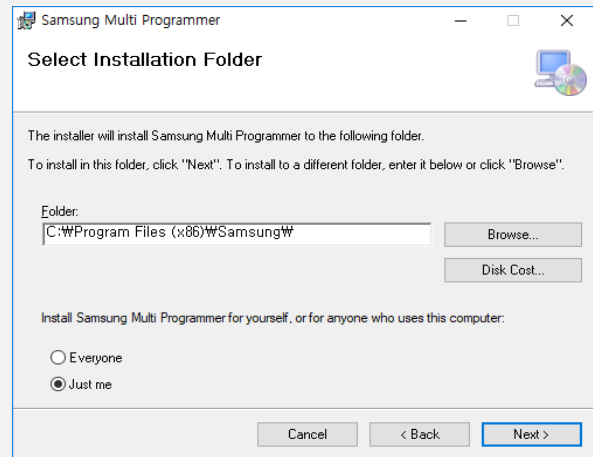 Samsung Multi Programmer
Select Installation Folder
The installer will install Samsung Multi Programmer to the following folder.
To install in this folder, click "Next". To install to a different folder, enter it below or click "Browse".
Folder:
C:₩Program Files (x86)₩Samsung₩
Browse...
Disk Cost...
Install Samsung Multi Programmer for yourself, or for anyone who uses this computer:
Everyone
Just me
Cancel
< Back
Next >